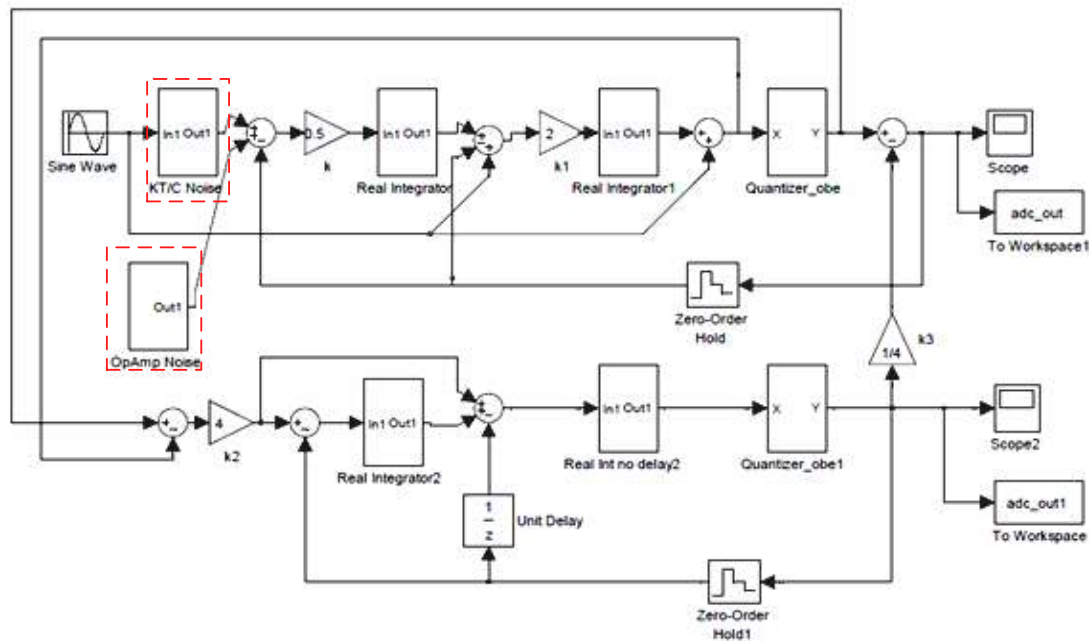 In1 Out1
0.5
In1 Out1
2
In1 Out1
X Y
Sine Wave
KT/C Noise
k
Real Integrator
k1
Real Integrator1
Quantizer_obe
Scope
adc_out
To Workspace1
Out1
OpAmp Noise
Zero-Order
Hold
k3
1/4
4
k2
In1 Out1
Real Integrator2
In1 Out1
Real Int no delay2
X Y
Quantizer_obe1
Scope2
1
z
Unit Delay
adc_out1
To Workspace
Zero-Order
Hold1